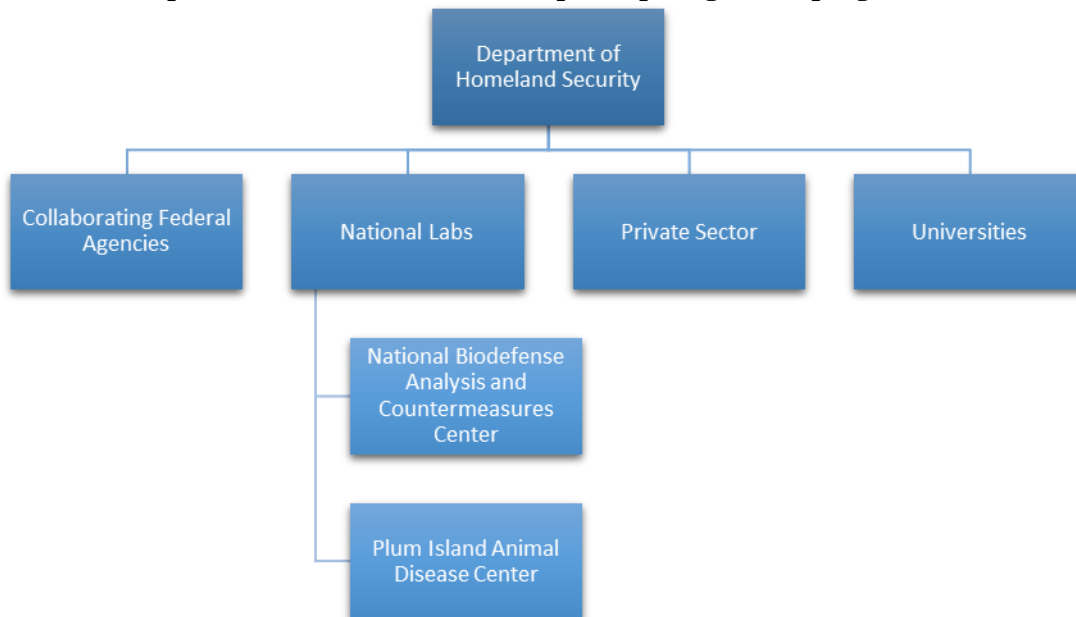 Department of
Homeland Security
Collaborating Federal
Agencies
National Labs
Private Sector
Universities
National Biodefense
Analysis and
Countermeasures
Center
Plum Island Animal
Disease Center